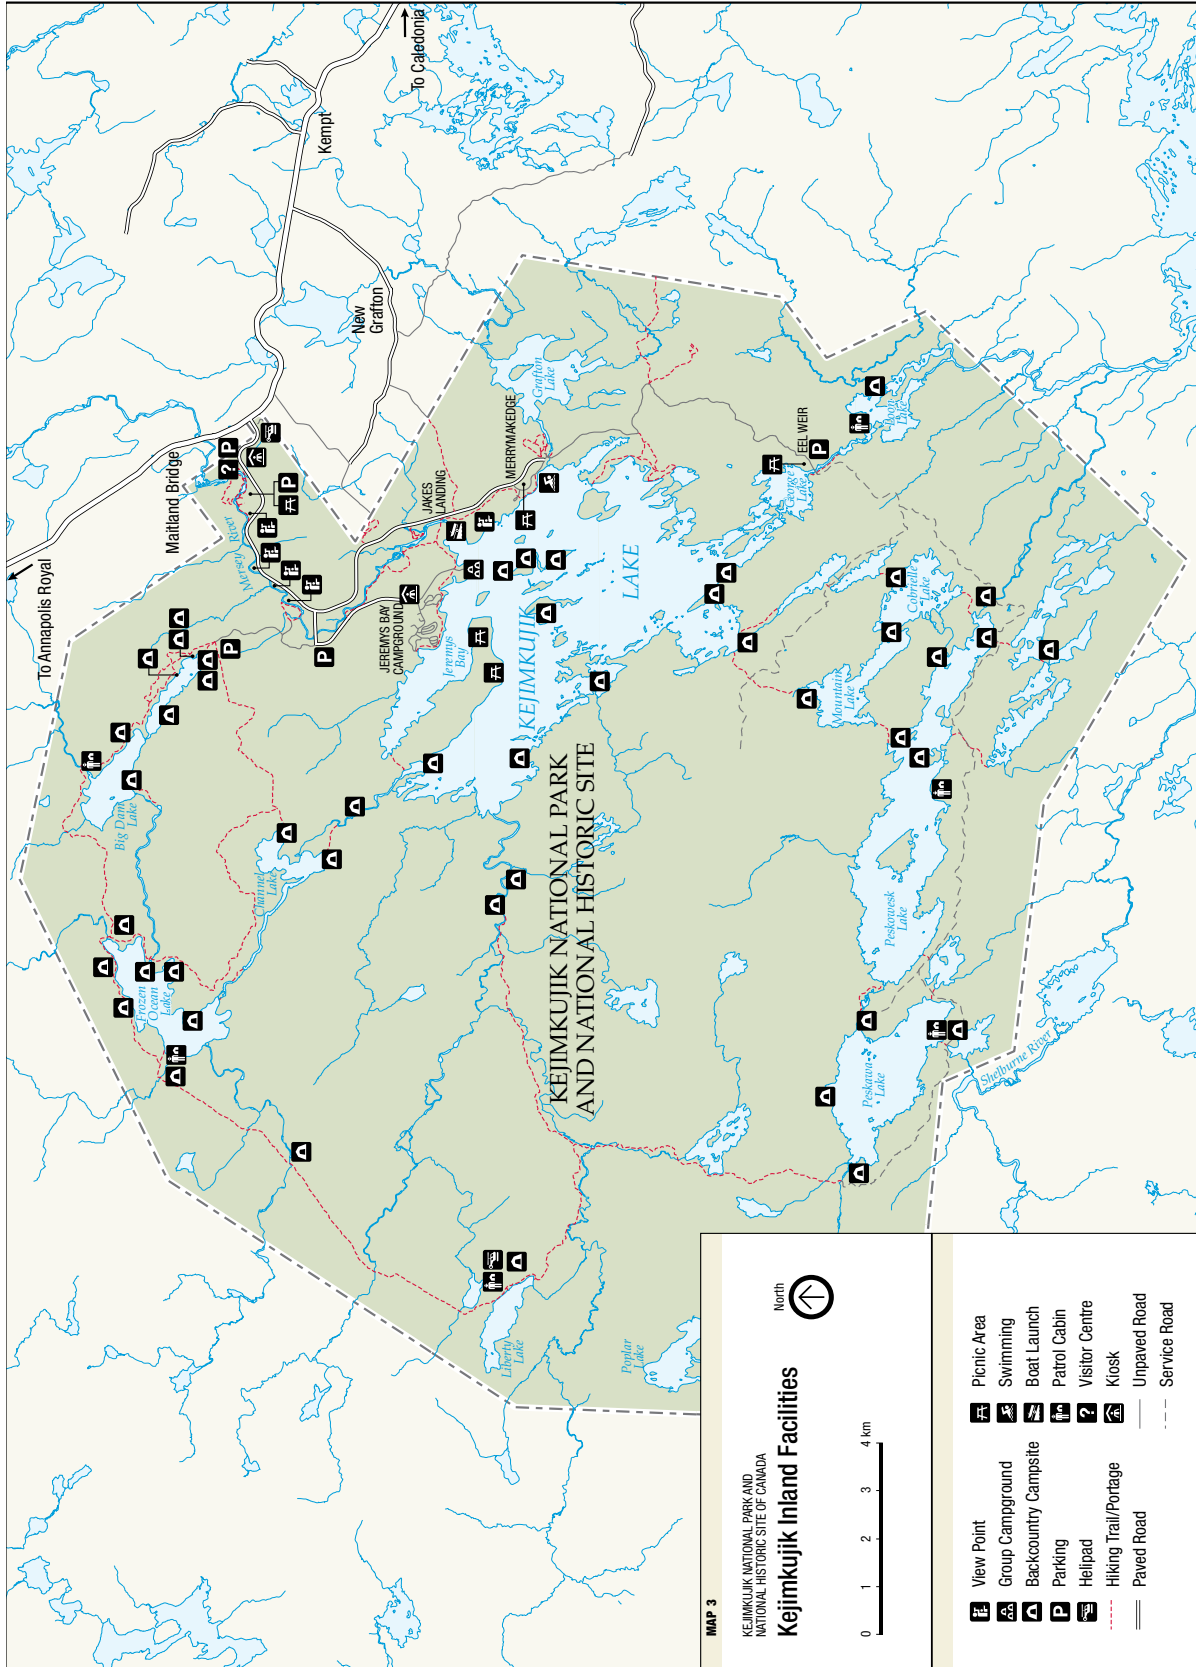 To Annapolis Royal
To Caledonia
Kempt
New
Grafton
Maitland Bridge
Mersey River
JAKES
LANDING
MERRYMAKEDGE
Grafton
Lake
JEREMYS BAY
CAMPGROUND
Jeremys
Bay
KEJIMKUJIK
LAKE
EEL WEIR
George
Lake
Loon
Lake
Cobrielle
Lake
Mountain
Lake
Big Dam
Lake
Channel
Lake
Frozen
Ocean
Lake
KEJIMKUJIK NATIONAL PARK
AND NATIONAL HISTORIC SITE
Peskowesk
Lake
Peskawa
Lake
Shelburne River
Liberty
Lake
Poplar
Lake
P
P
P
P
P
?
MAP 3
KEJIMKUJIK NATIONAL PARK AND
NATIONAL HISTORIC SITE OF CANADA
Kejimkujik Inland Facilities
North
0 1 2 3 4 km
View Point
Group Campground
Backcountry Campsite
P Parking
Helipad
Hiking Trail/Portage
Paved Road
Picnic Area
Swimming
Boat Launch
Patrol Cabin
? Visitor Centre
Kiosk
Unpaved Road
Service Road